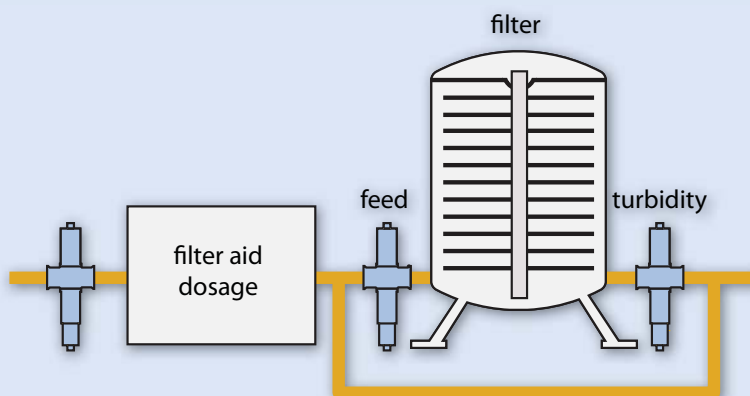 filter
feed
turbidity
filter aid
dosage